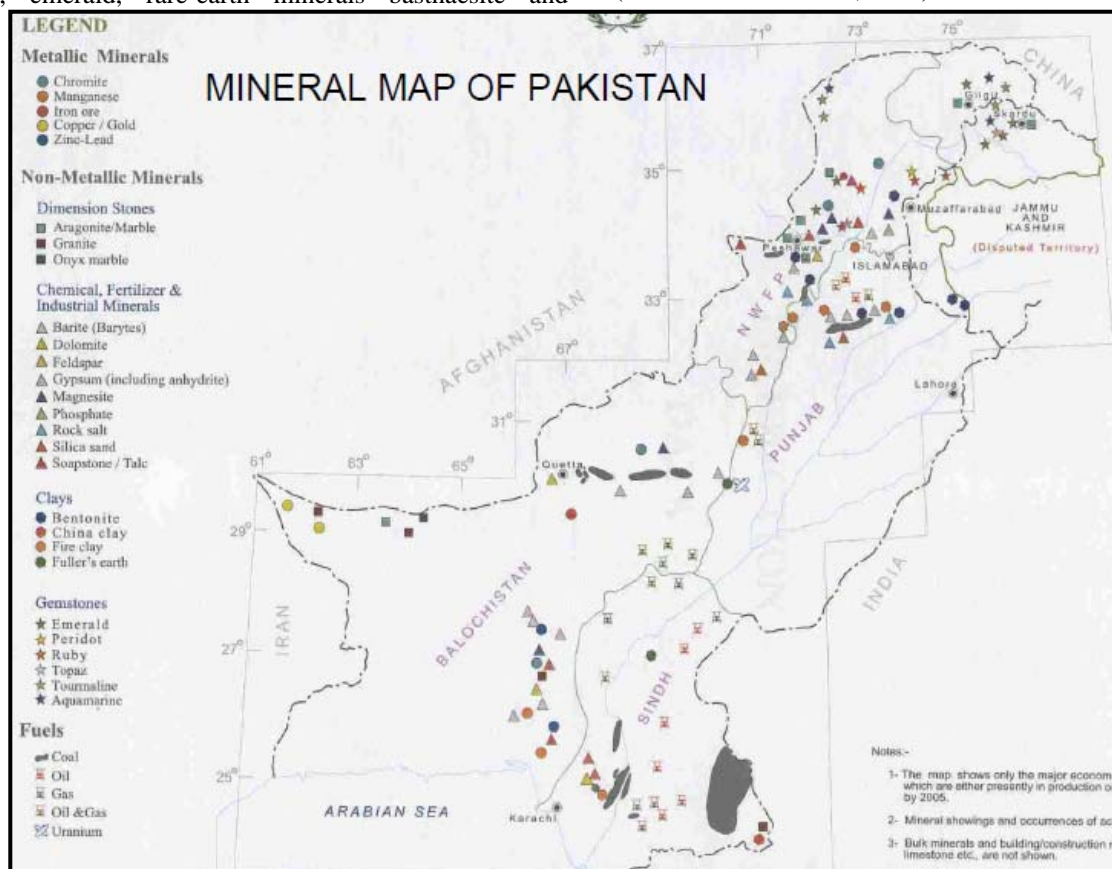 , emerald, rare-earth minerals bastnaesite and
LEGEND
Metallic Minerals
Chromite
Manganese
Iron ore
Copper / Gold
Zinc-Lead
Non-Metallic Minerals
Dimension Stones
Aragonite/Marble
Granite
Onyx marble
Chemical, Fertilizer &
Industrial Minerals
Barite (Barytes)
Dolomite
Feldspar
Gypsum (including anhydrite)
Magnesite
Phosphate
Rock salt
Silica sand
Soapstone / Talc
Clays
Bentonite
China clay
Fire clay
Fuller's earth
Gemstones
Emerald
Peridot
Ruby
Topaz
Tourmaline
Aquamarine
Fuels
Coal
Oil
Gas
Oil &Gas
Uranium
MINERAL MAP OF PAKISTAN
71° 73° 75°
37°
CHINA
Gilgit
Skardu
35°
Muzaffarabad
JAMMU
AND
KASHMIR
(Disputed Territory)
Peshawar
ISLAMABAD
33°
NWFP
AFGHANISTAN
67°
Lahore
31°
PUNJAB
61° 63° 65°
Quetta
29°
BALOCHISTAN
INDIA
IRAN
27°
SINDH
25°
ARABIAN SEA
Karachi
Notes:-
1- The map shows only the major econom
which are either presently in production o
by 2005.
2- Mineral showings and occurrences of ac
3- Bulk minerals and building/construction
limestone etc., are not shown.